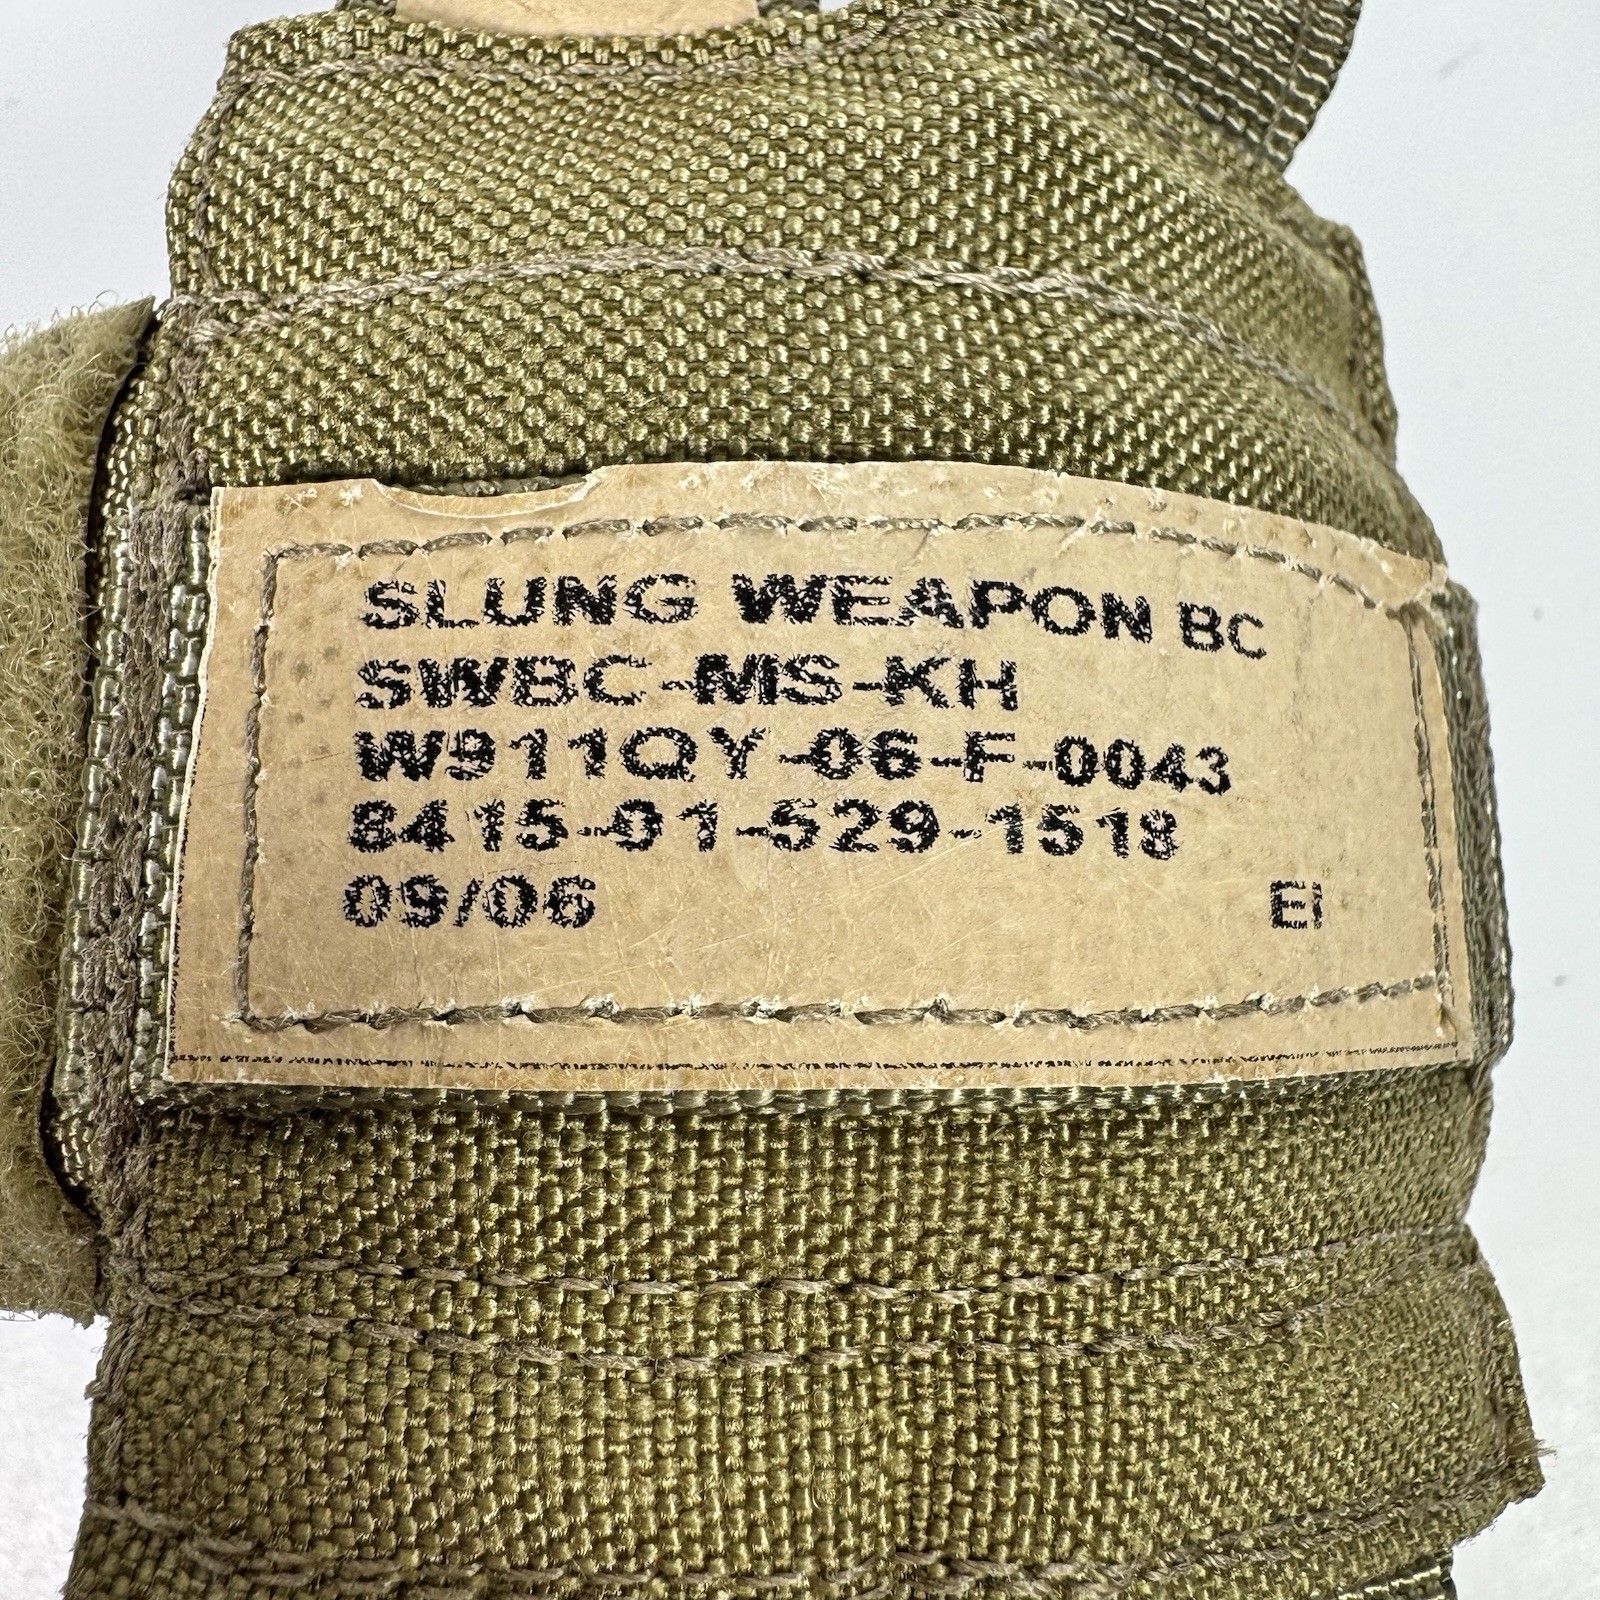 SLUNG WEAPON BC
SWBC-MS-KH
W911QY-06-F-0043
8415-01-529-1518
09/06 EI